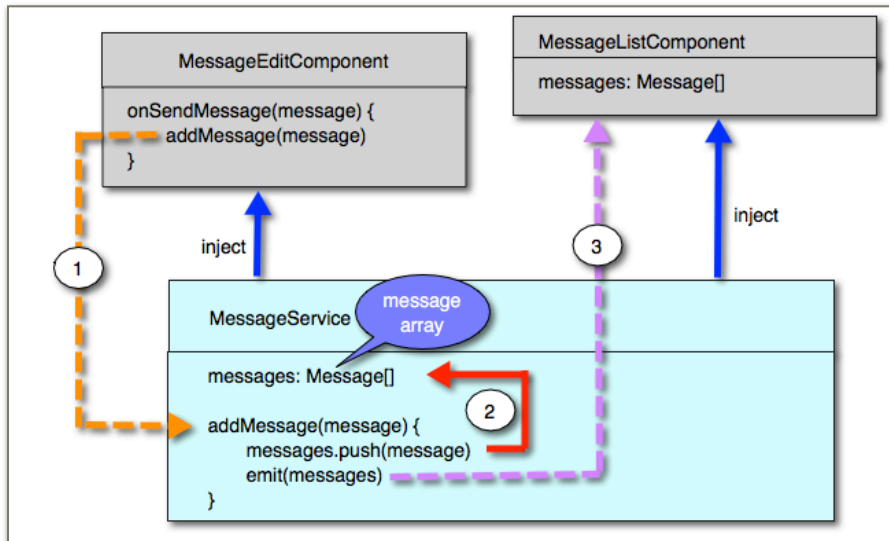 MessageEditComponent
onSendMessage(message) {
addMessage(message)
}
MessageListComponent
messages: Message[]
inject
inject
1
3
MessageService
message
array
messages: Message[]
2
addMessage(message) {
messages.push(message)
emit(messages)
}